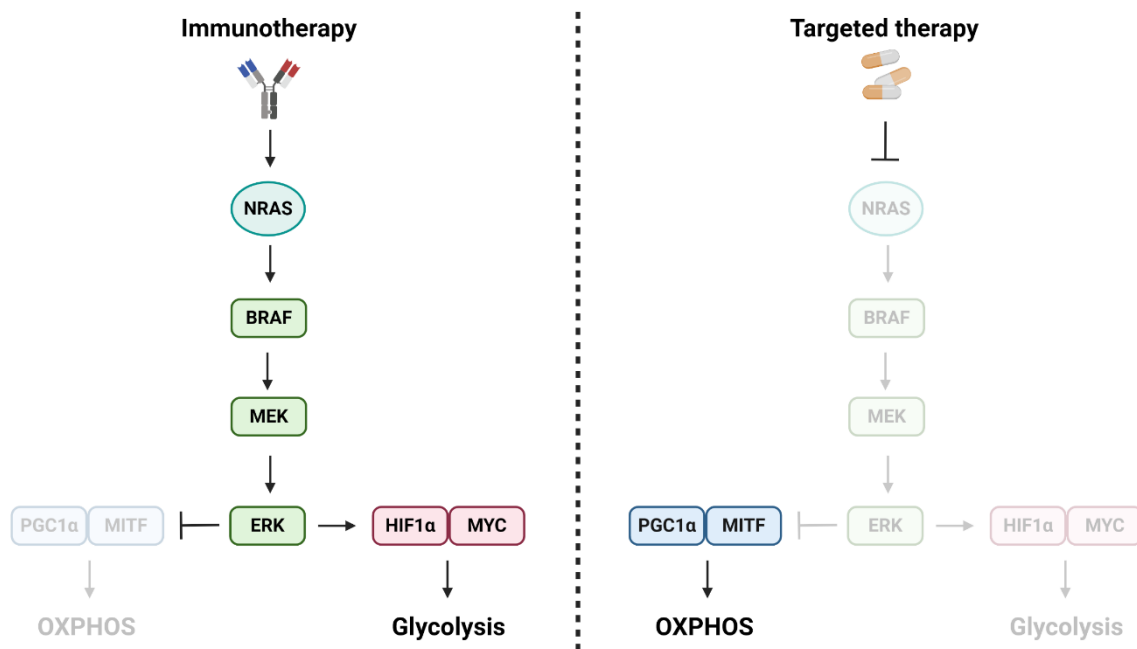 Immunotherapy
NRAS
BRAF
MEK
PGC1α MITF ERK HIF1α MYC
OXPHOS Glycolysis
Targeted therapy
NRAS
BRAF
MEK
PGC1α MITF ERK HIF1α MYC
OXPHOS Glycolysis